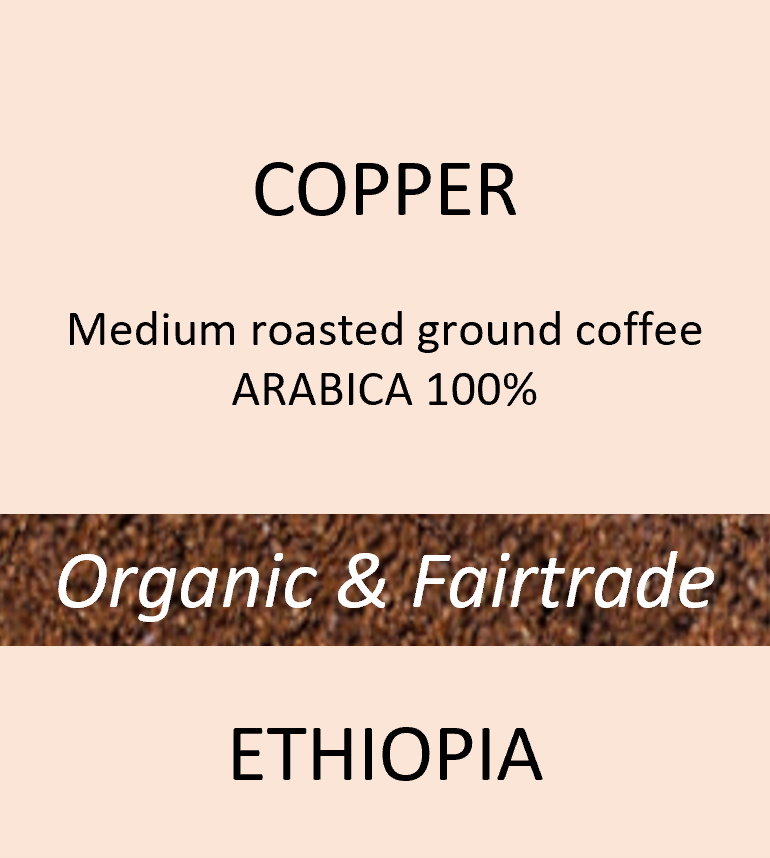 COPPER
Medium roasted ground coffee
ARABICA 100%
Organic & Fairtrade
ETHIOPIA